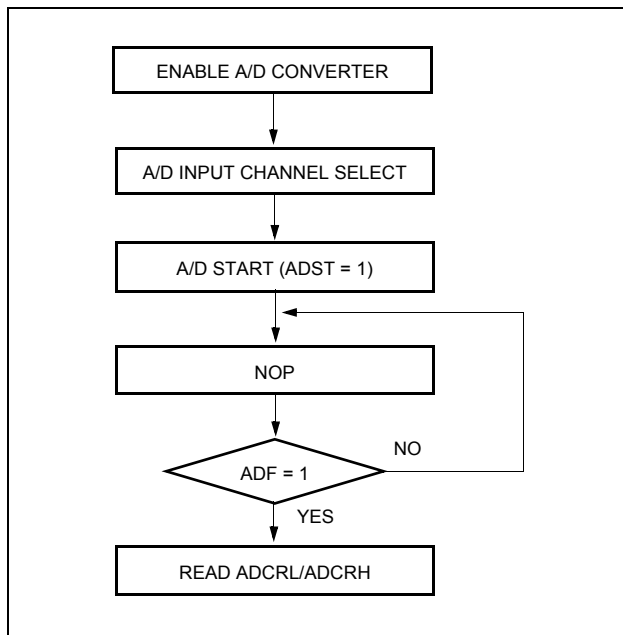 ENABLE A/D CONVERTER
A/D INPUT CHANNEL SELECT
A/D START (ADST = 1)
NOP
ADF = 1
NO
YES
READ ADCRL/ADCRH